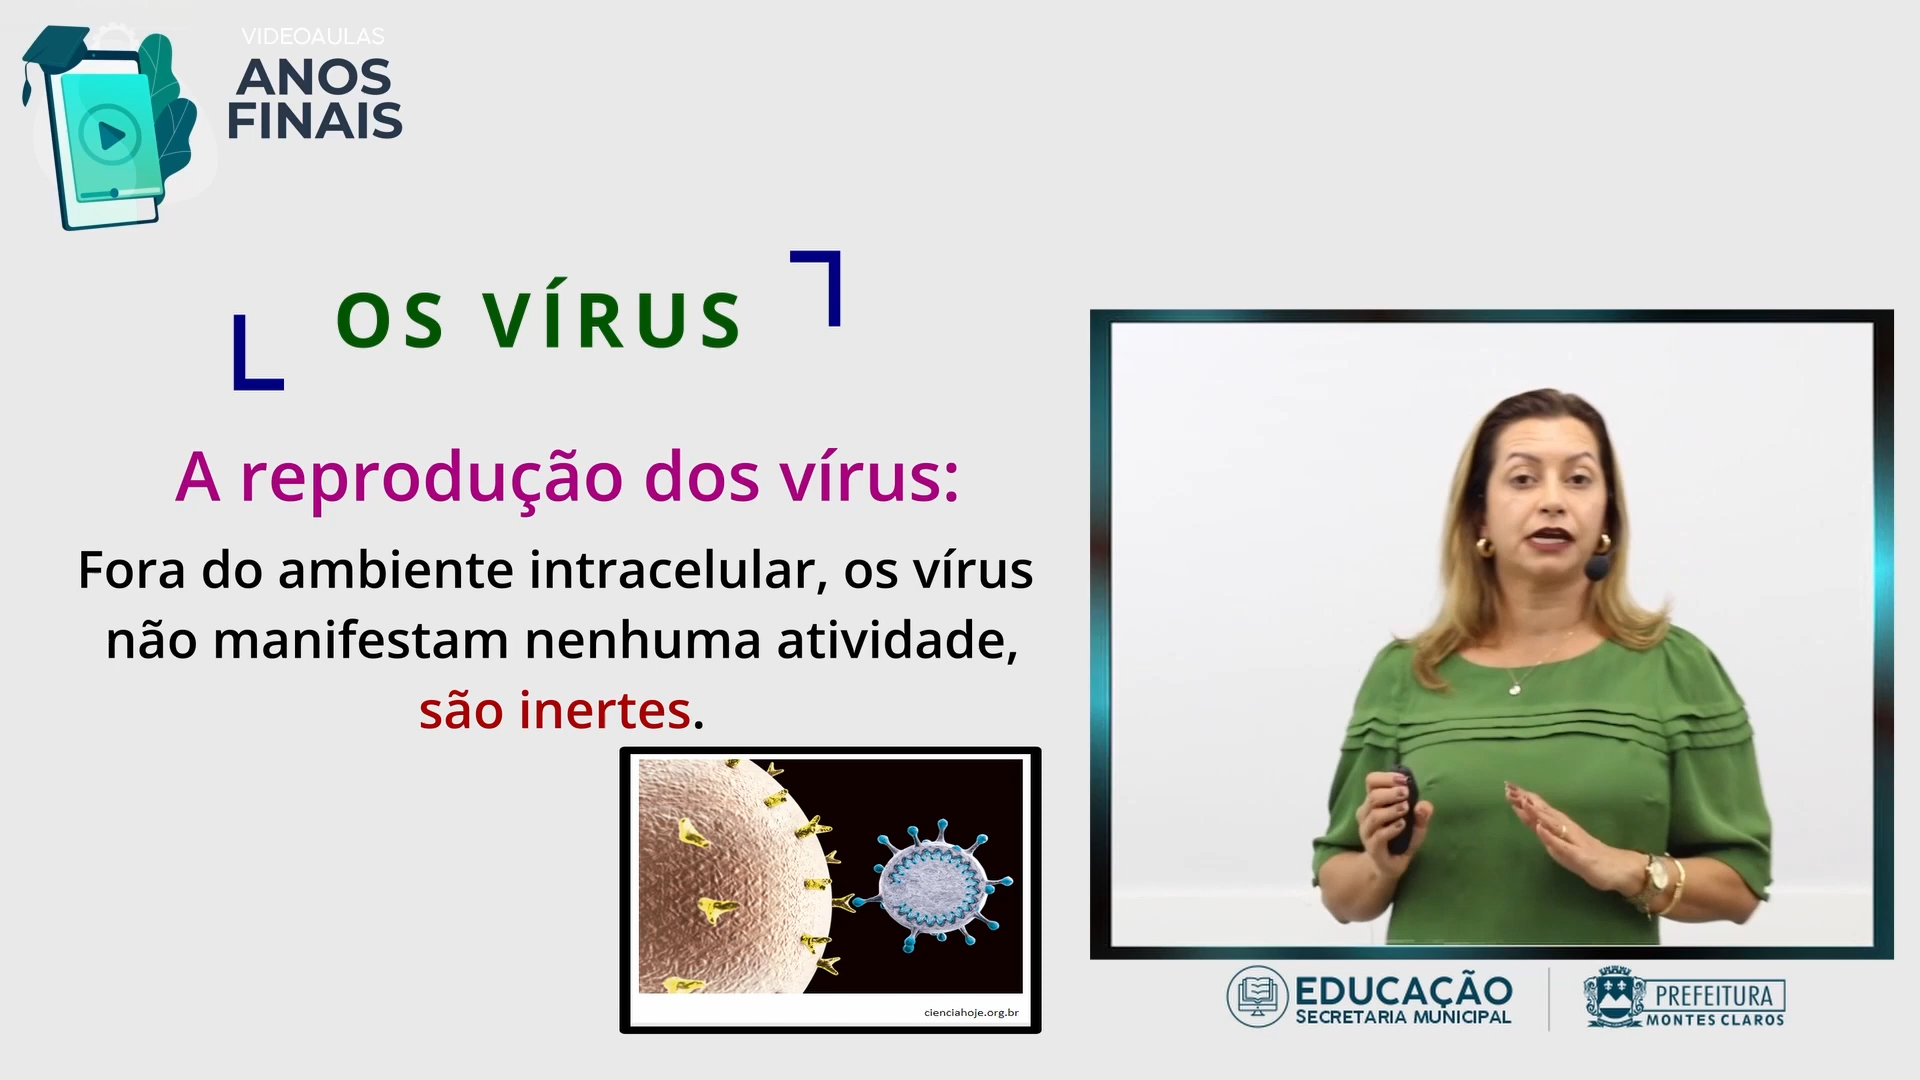 VIDEOAULAS
ANOS
FINAIS
OS VÍRUS
A reprodução dos vírus:
Fora do ambiente intracelular, os vírus
não manifestam nenhuma atividade,
são inertes.
cienciahoje.org.br
EDUCAÇÃO
SECRETARIA MUNICIPAL
PREFEITURA
MONTES CLAROS